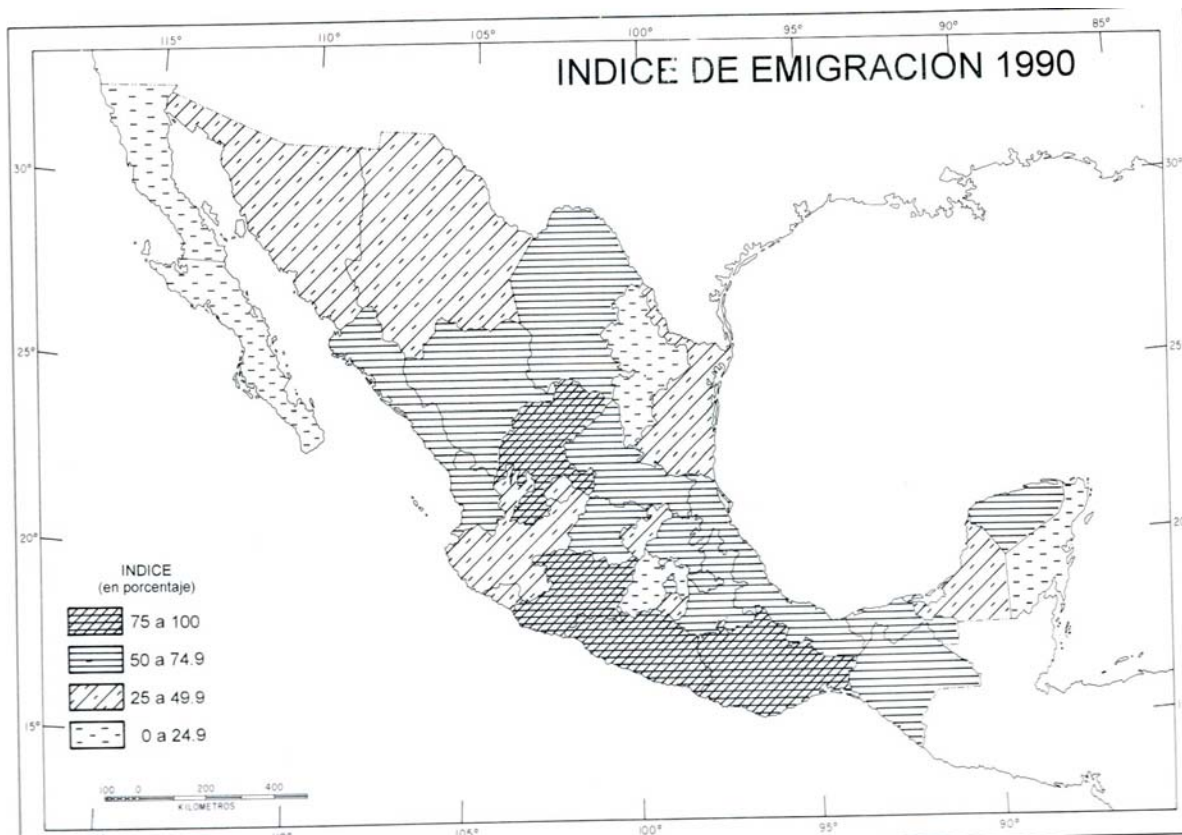 115° 110° 105° 100° 95° 90° 85°
INDICE DE EMIGRACION 1990
30° 30°
25° 25
20° 20
INDICE
(en porcentaje)
75 a 100
50 a 74.9
25 a 49.9
0 a 24.9
15° 15
100 0 200 400
KILOMETROS
105° 100° 95° 90°